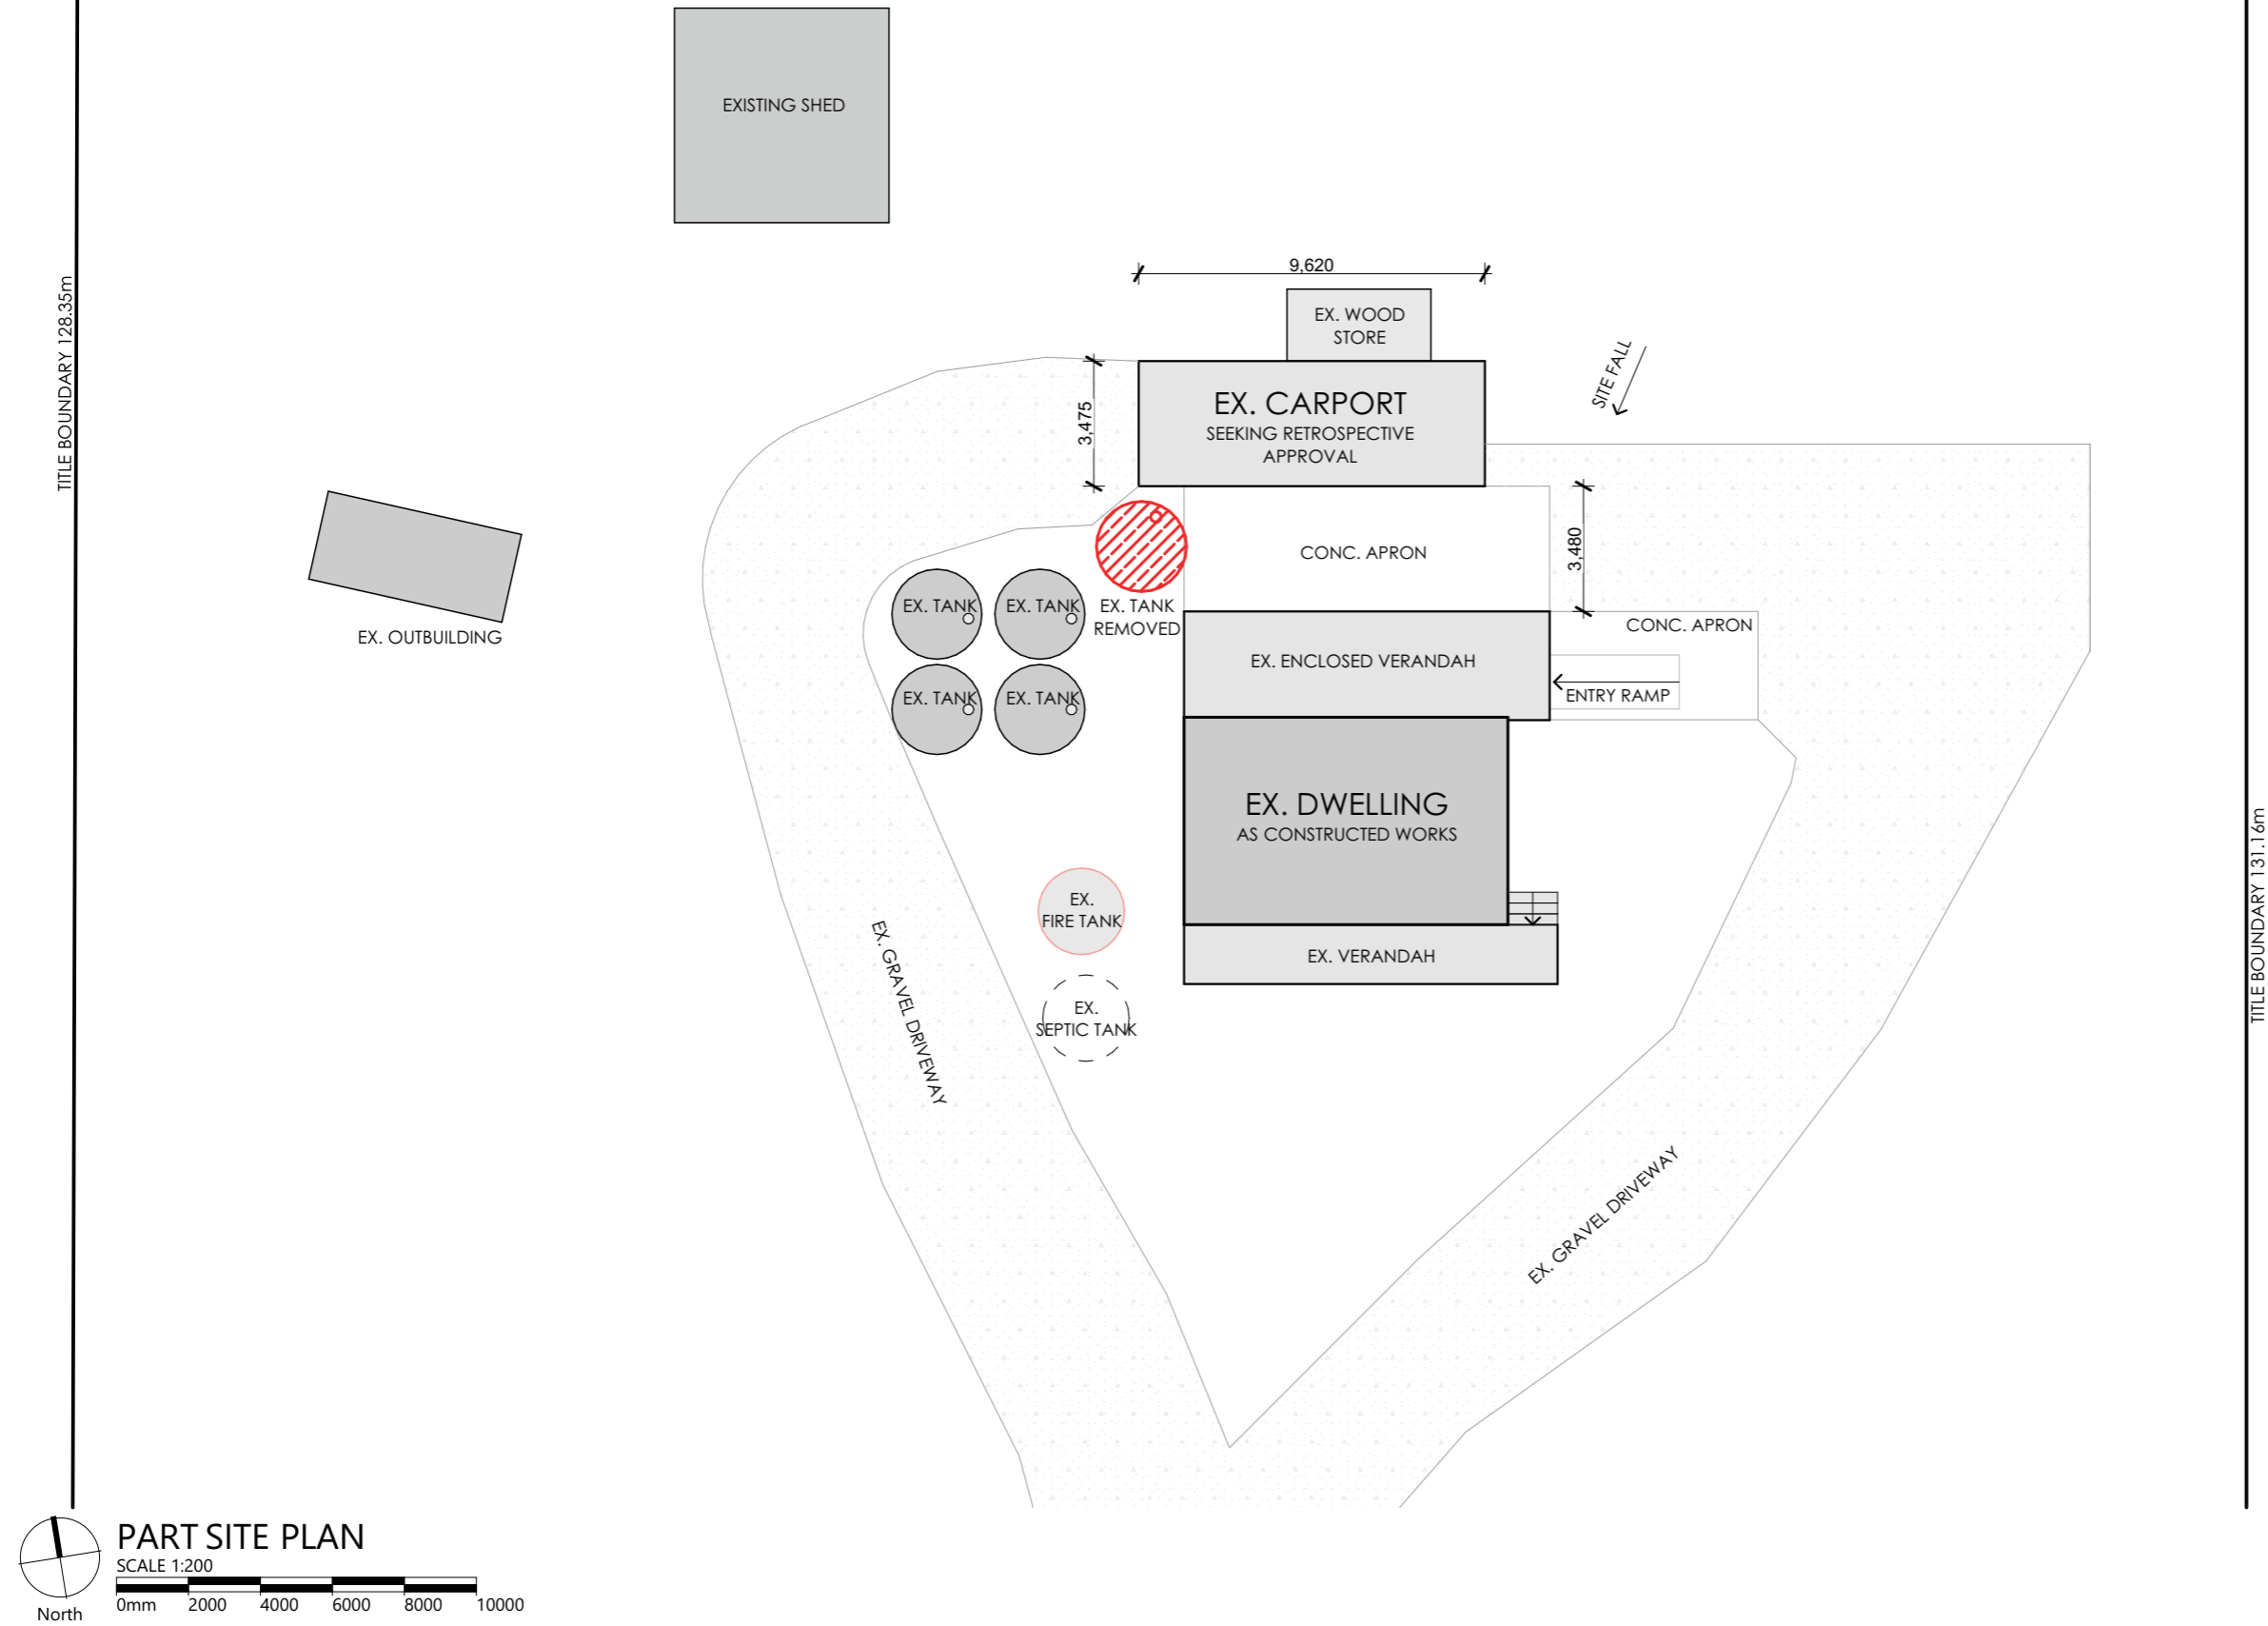 EXISTING SHED
TITLE BOUNDARY 128.35m
9,620
EX. WOOD
STORE
SITE FALL
3,475
EX. CARPORT
SEEKING RETROSPECTIVE
APPROVAL
3,480
CONC. APRON
EX. OUTBUILDING
EX. TANK
EX. TANK
EX. TANK
REMOVED
CONC. APRON
EX. ENCLOSED VERANDAH
ENTRY RAMP
EX. TANK
EX. TANK
EX. DWELLING
AS CONSTRUCTED WORKS
TITLE BOUNDARY 131.16m
EX.
FIRE TANK
EX. VERANDAH
EX. GRAVEL DRIVEWAY
EX.
SEPTIC TANK
EX. GRAVEL DRIVEWAY
PART SITE PLAN
SCALE 1:200
0mm 2000 4000 6000 8000 10000
North